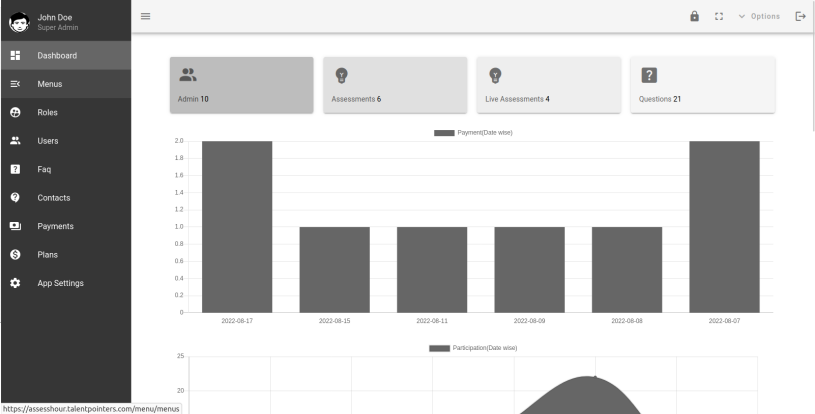 John Doe
Super Admin
Options
Dashboard
Menus
Roles
Users
Faq
Contacts
Payments
Plans
App Settings
Admin 10
Assessments 6
Live Assessments 4
Questions 21
Payment(Date wise)
2.0
1.8
1.6
1.4
1.2
1.0
0.8
0.6
0.4
0.2
0
2022-08-17 2022-08-15 2022-08-11 2022-08-09 2022-08-08 2022-08-07
Participation(Date wise)
25
20
https://assesshour.talentpointers.com/menu/menus